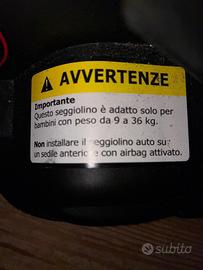 AVVERTENZE
Importante
Questo seggiolino è adatto solo per
bambini con peso da 9 a 36 kg.
Non installare il seggiolino auto su
un sedile anteriore con airbag attivato.
subito